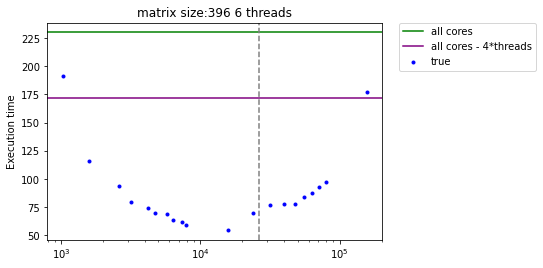 matrix size:396 6 threads
all cores
all cores - 4*threads
true
Execution time
225
200
175
150
125
100
75
50
10³ 10⁴ 10⁵